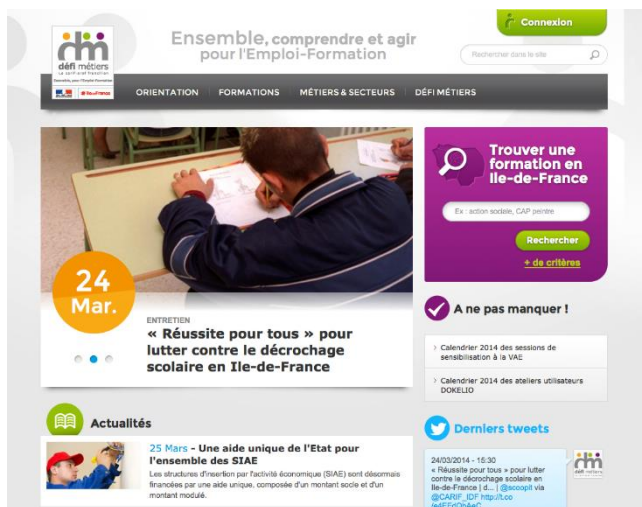 Connexion
Ensemble, comprendre et agir
pour l'Emploi-Formation
Rechercher dans le site
dm
défi métiers
ORIENTATION
FORMATIONS
MÉTIERS & SECTEURS
DÉFI MÉTIERS
24
Mar.
ENTRETIEN
« Réussite pour tous » pour
lutter contre le décrochage
scolaire en Ile-de-France
Trouver une
formation en
Ile-de-France
Ex : action sociale, CAP peintre
Rechercher
+ de critères
A ne pas manquer !
> Calendrier 2014 des sessions de
sensibilisation à la VAE
> Calendrier 2014 des ateliers utilisateurs
DOKELIO
Actualités
25 Mars - Une aide unique de l'Etat pour
l'ensemble des SIAE
Les structures d'insertion par l'activité économique (SIAE) sont désormais
financées par une aide unique, composée d'un montant socle et d'un
montant modulé.
Derniers tweets
24/03/2014 - 15:30
« Réussite pour tous » pour lutter
contre le décrochage scolaire en
Ile-de-France | d... | @scoopit via
@CARIF_IDF http://t.co
dm
défi métiers